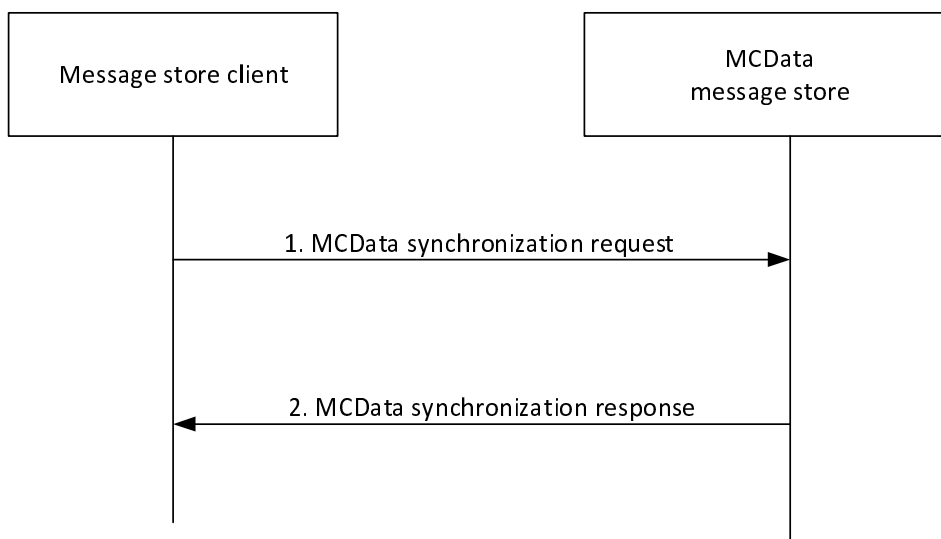 Message store client
MCData
message store
1. MCData synchronization request
2. MCData synchronization response